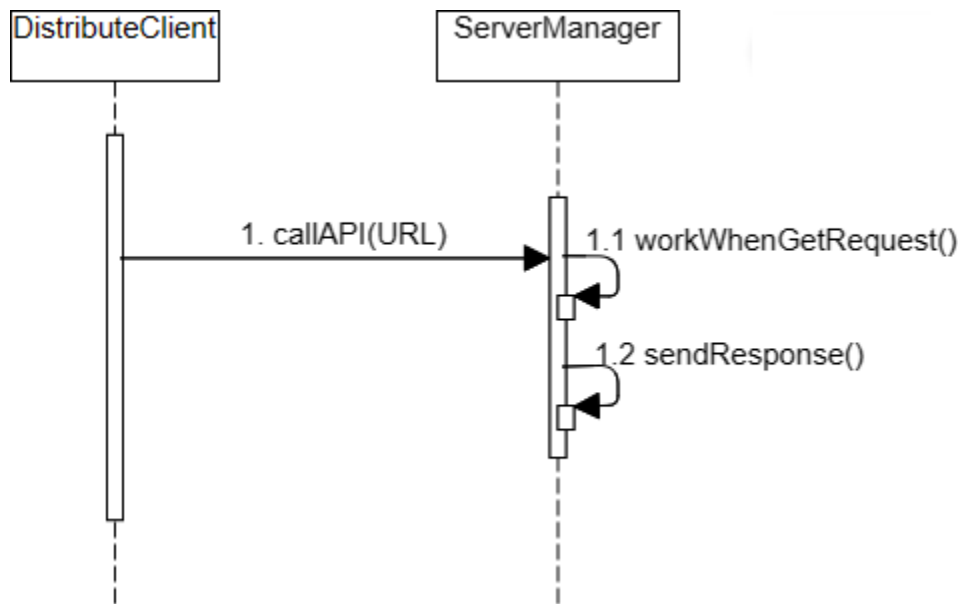 DistributeClient
ServerManager
1. callAPI(URL)
1.1 workWhenGetRequest()
1.2 sendResponse()